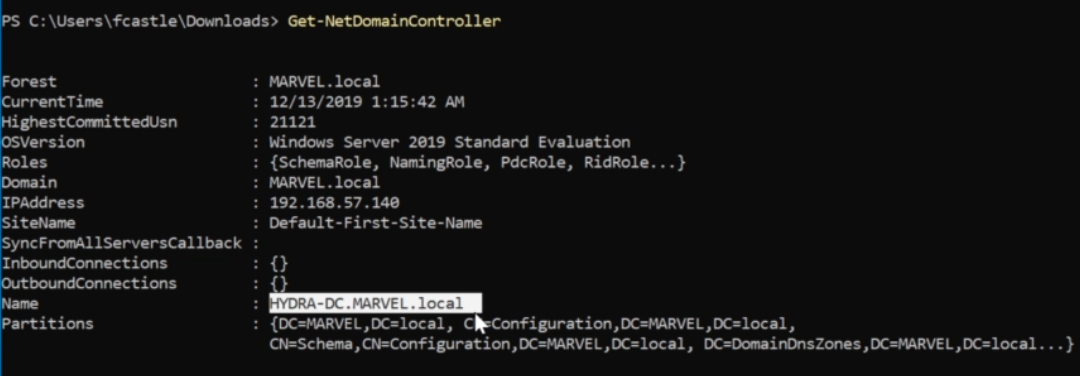 PS C:\Users\fcastle\Downloads> Get-NetDomainController
Forest : MARVEL.local
CurrentTime : 12/13/2019 1:15:42 AM
HighestCommittedUsn : 21121
OSVersion : Windows Server 2019 Standard Evaluation
Roles : {SchemaRole, NamingRole, PdcRole, RidRole...}
Domain : MARVEL.local
IPAddress : 192.168.57.140
SiteName : Default-First-Site-Name
SyncFromAllServersCallback :
InboundConnections : {}
OutboundConnections : {}
Name : HYDRA-DC.MARVEL.local
Partitions : {DC=MARVEL,DC=local, CN=Configuration,DC=MARVEL,DC=local,
CN=Schema,CN=Configuration,DC=MARVEL,DC=local, DC=DomainDnsZones,DC=MARVEL,DC=local...}